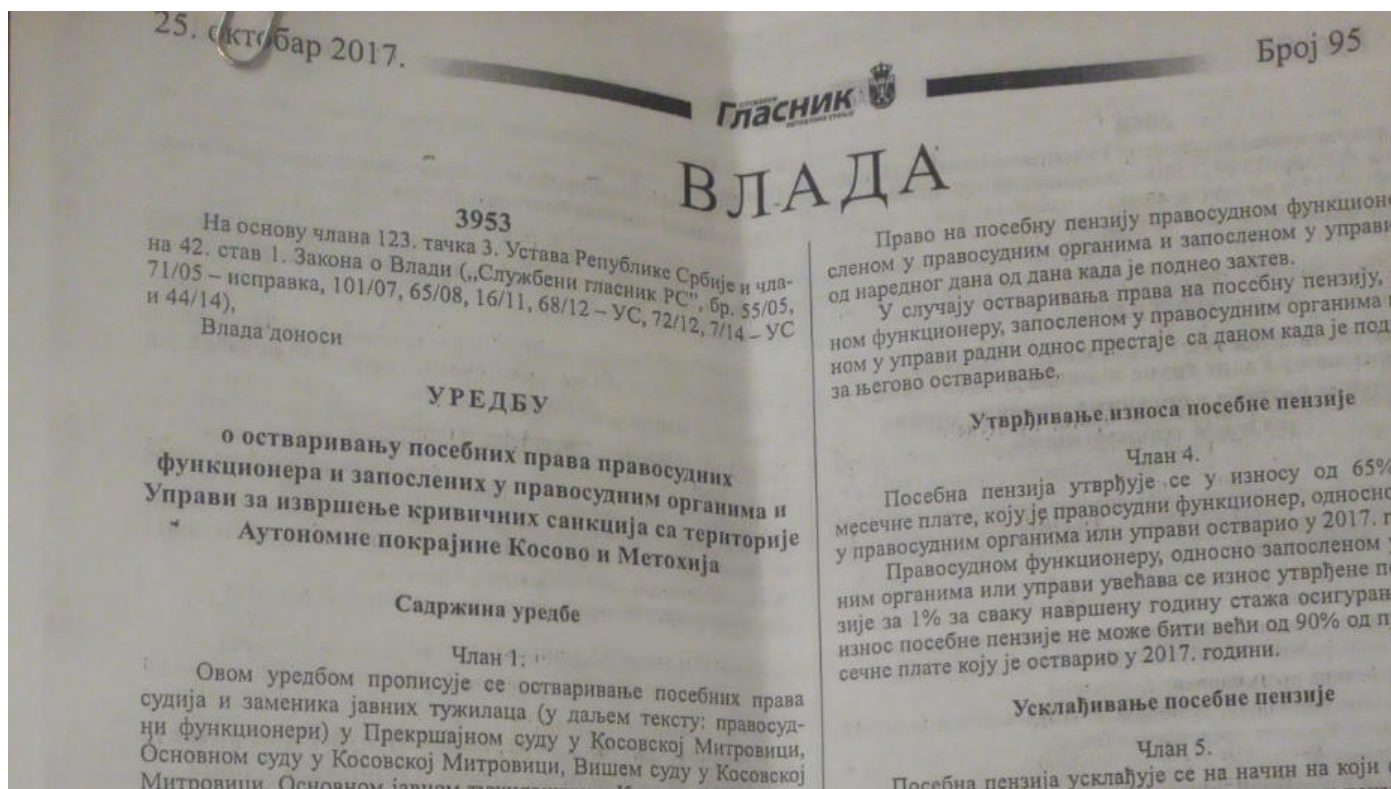 25. октобар 2017.
Гласник
Број 95
ВЛАДА
3953
На основу члана 123. тачка 3. Устава Републике Србије и чла-
на 42. став 1. Закона о Влади („Службени гласник РС”, бр. 55/05,
71/05 – исправка, 101/07, 65/08, 16/11, 68/12 – УС, 72/12, 7/14 – УС
и 44/14),
Влада доноси
УРЕДБУ
о остваривању посебних права правосудних
функционера и запослених у правосудним органима и
Управи за извршење кривичних санкција са територије
Аутономне покрајине Косово и Метохија
Садржина уредбе
Члан 1.
Овом уредбом прописује се остваривање посебних права
судија и заменика јавних тужилаца (у даљем тексту: правосуд-
ни функционери) у Прекршајном суду у Косовској Митровици,
Основном суду у Косовској Митровици, Вишем суду у Косовској
Митровици, Основном јавном
Право на посебну пензију правосудном функционе
сленом у правосудним органима и запосленом у управи
од наредног дана од дана када је поднео захтев.
У случају остваривања права на посебну пензију,
ном функционеру, запосленом у правосудним органима
ном у управи радни однос престаје са даном када је под
за његово остваривање.
Утврђивање износа посебне пензије
Члан 4.
Посебна пензија утврђује се у износу од 65%
месечне плате, коју је правосудни функционер, односно
у правосудним органима или управи остварио у 2017. г
Правосудном функционеру, односно запосленом у
ним органима или управи увећава се износ утврђене пе
зије за 1% за сваку навршену годину стажа осигуран
износ посебне пензије не може бити већи од 90% од п
сечне плате коју је остварио у 2017. години.
Усклађивање посебне пензије
Члан 5.
Посебна пензија усклађује се на начин на који